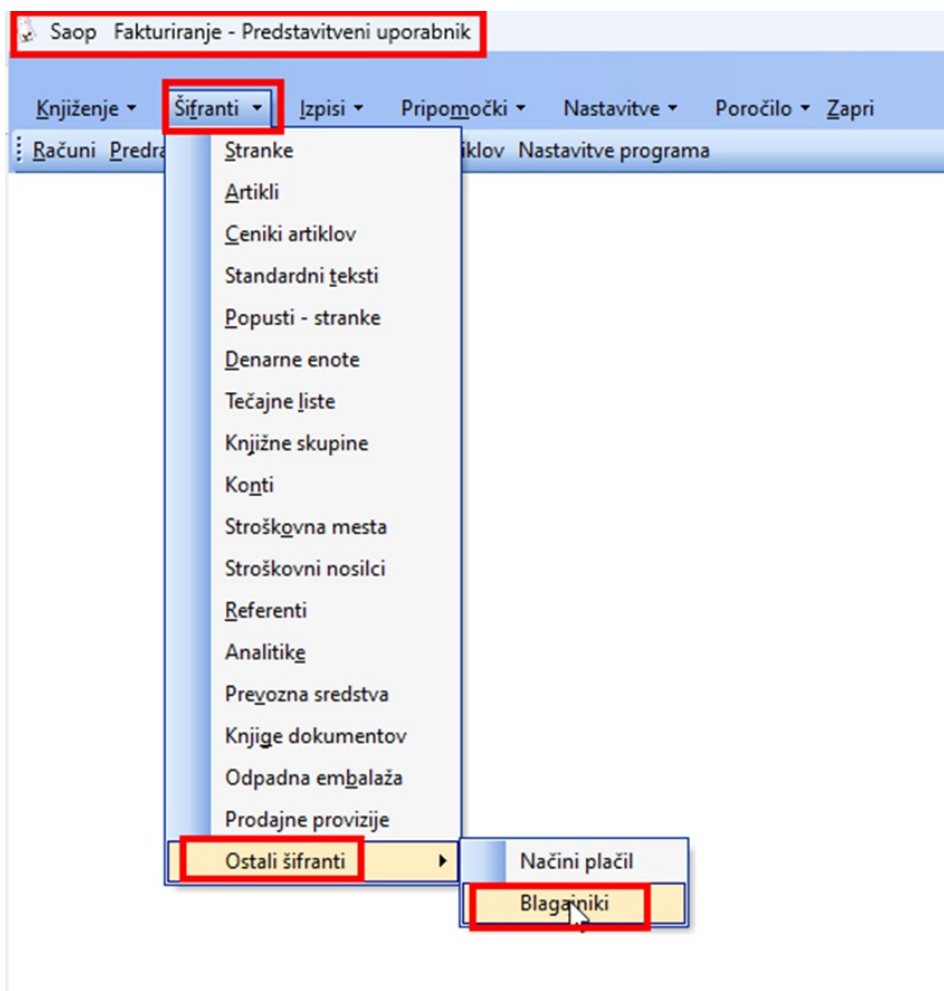 Saop Fakturiranje - Predstavitveni uporabnik
Knjiženje Šifranti Izpisi Pripomočki Nastavitve Poročilo Zapri
Računi Nastavitve programa
Stranke
Artikli
Ceniki artiklov
Standardni teksti
Popusti - stranke
Denarne enote
Tečajne liste
Knjižne skupine
Konti
Stroškovna mesta
Stroškovni nosilci
Referenti
Analitike
Prevozna sredstva
Knjige dokumentov
Odpadna embalaža
Prodajne provizije
Ostali šifranti
Načini plačil
Blagajniki